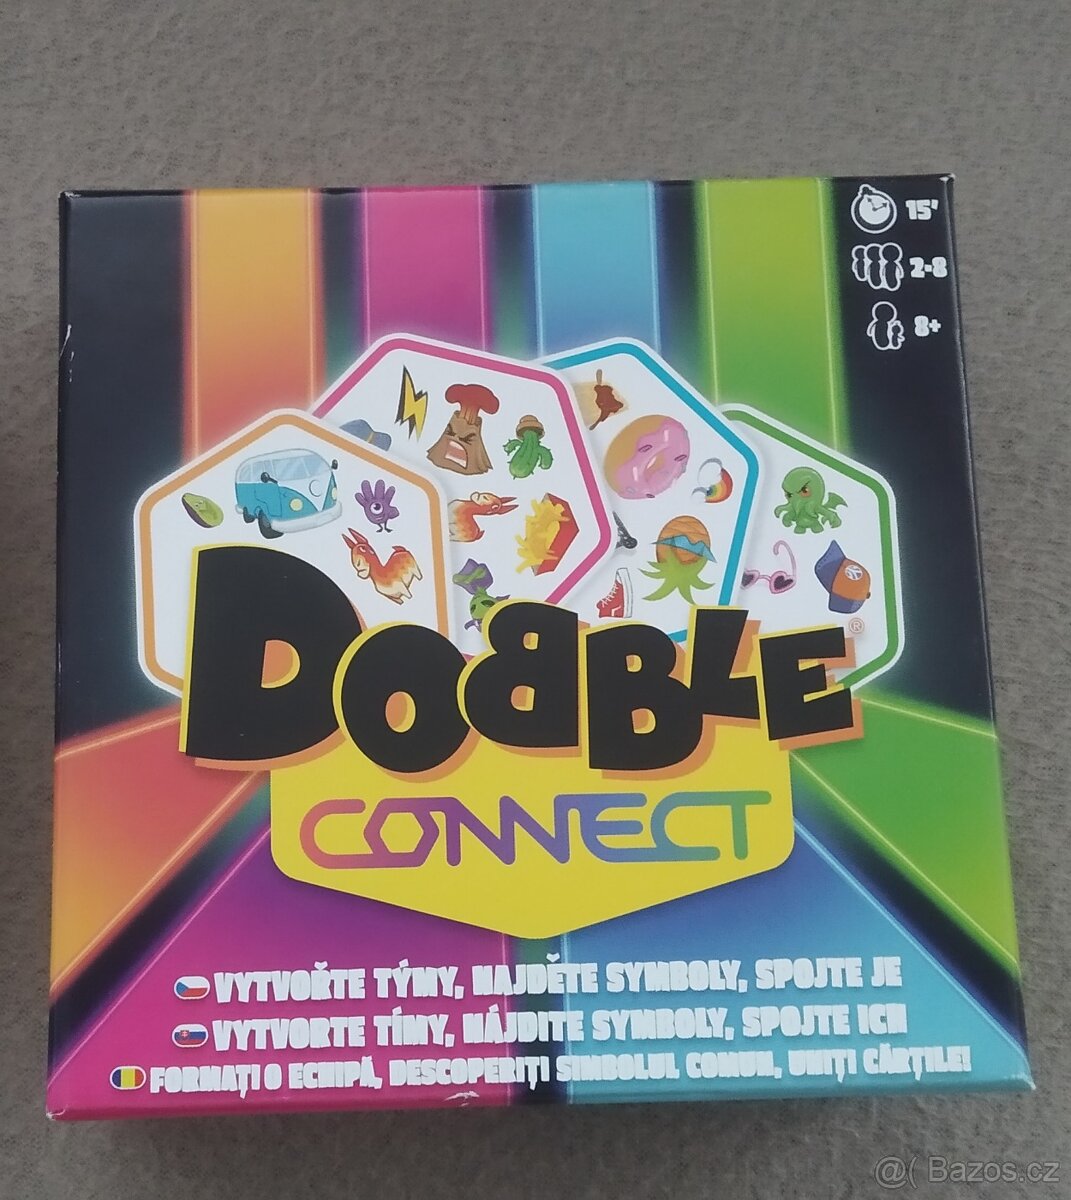 15'
2-8
8+
DOBBLE®
CONNECT
VYTVOŘTE TÝMY, NAJDĚTE SYMBOLY, SPOJTE JE
VYTVORTE TÍMY, NÁJDITE SYMBOLY, SPOJTE ICH
FORMAȚI O ECHIPĂ, DESCOPERIȚI SIMBOLUL COMUN, UNIȚI CĂRȚILE!
@( Bazos.cz